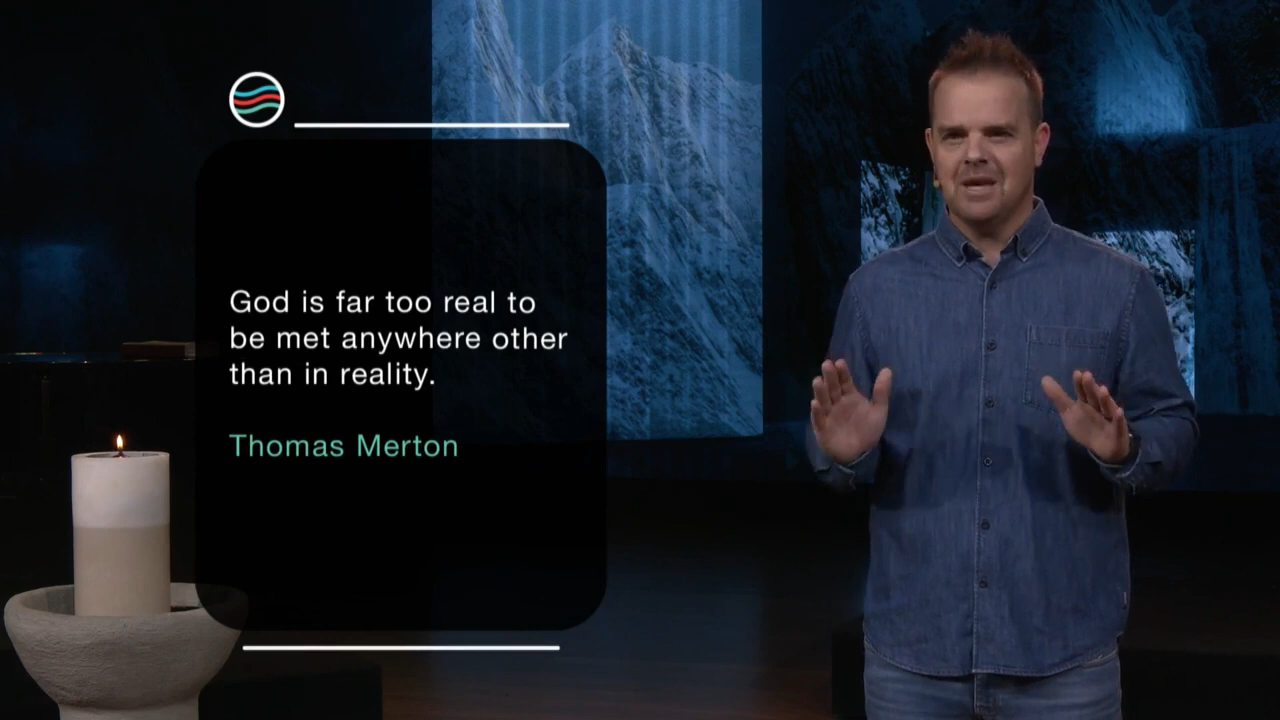 God is far too real to
be met anywhere other
than in reality.
Thomas Merton